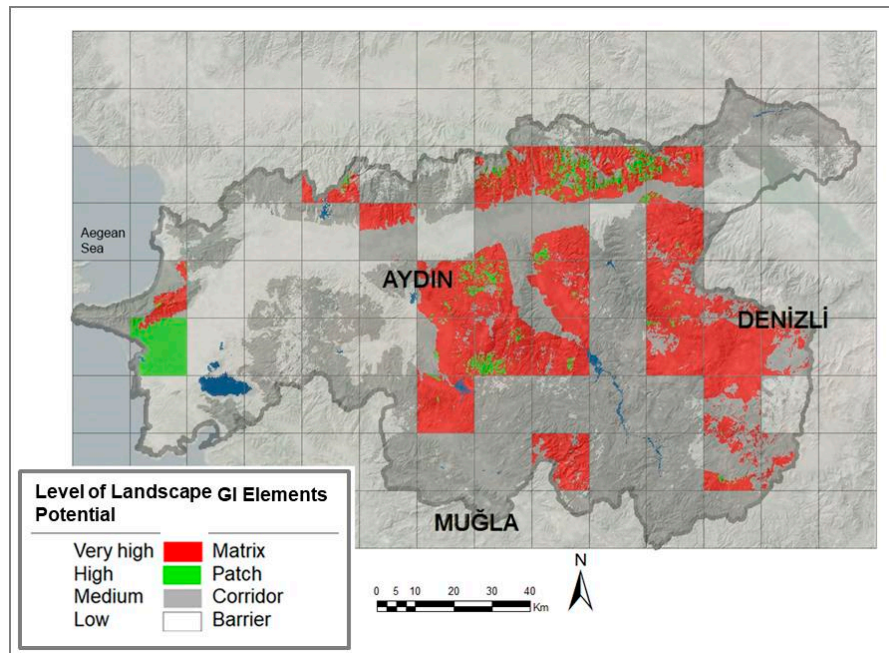 Aegean
Sea
AYDIN
DENİZLİ
MUĞLA
Level of Landscape GI Elements
Potential
Very high Matrix
High Patch
Medium Corridor
Low Barrier
N
0 5 10 20 30 40
Km